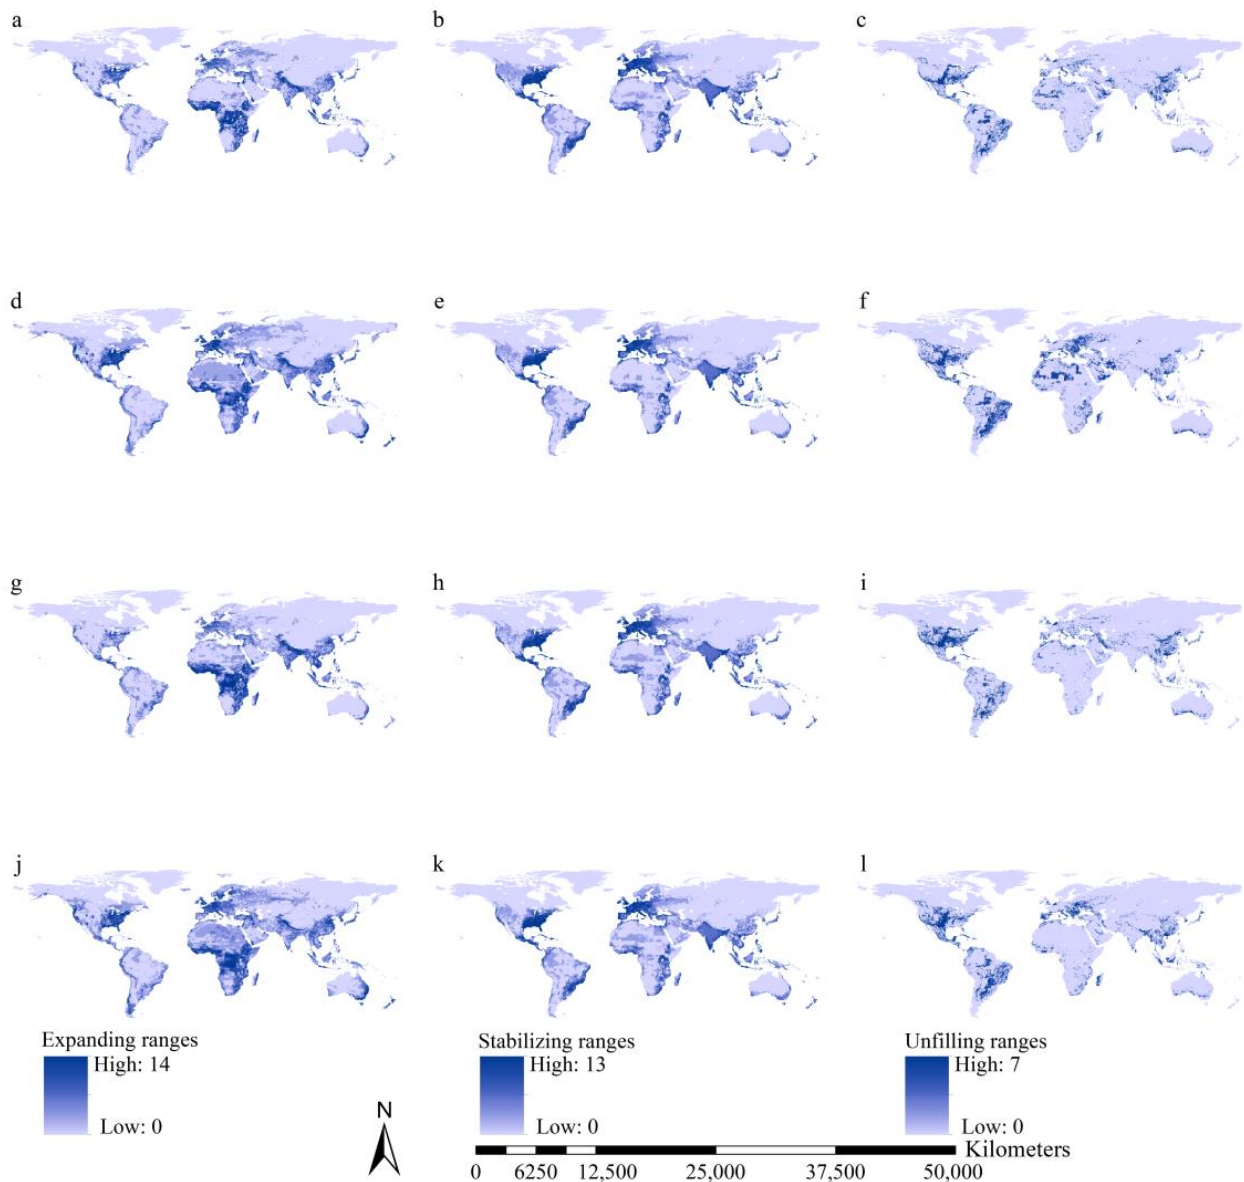 a b c
d e f
g h i
j k l
Expanding ranges
High: 14
Low: 0
N
Stabilizing ranges
High: 13
Low: 0
Unfilling ranges
High: 7
Low: 0
Kilometers
0 6250 12,500 25,000 37,500 50,000